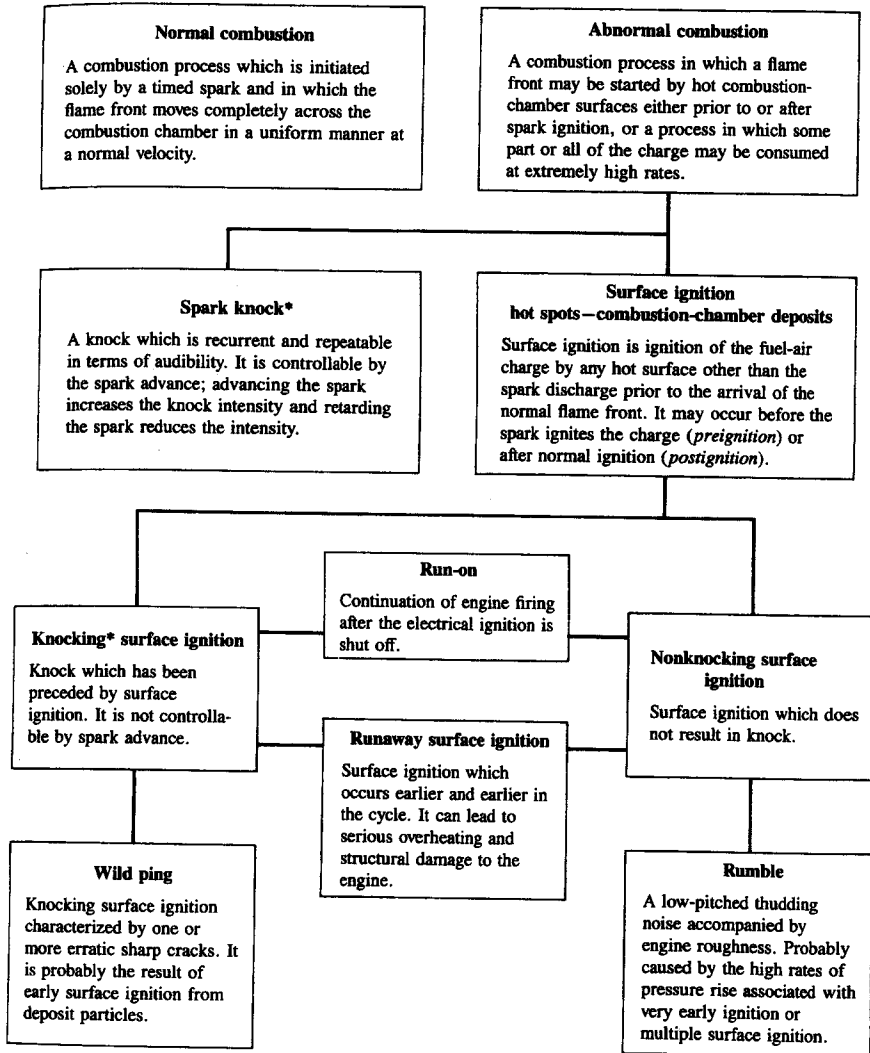 Normal combustion
A combustion process which is initiated
solely by a timed spark and in which the
flame front moves completely across the
combustion chamber in a uniform manner at
a normal velocity.
Abnormal combustion
A combustion process in which a flame
front may be started by hot combustion-
chamber surfaces either prior to or after
spark ignition, or a process in which some
part or all of the charge may be consumed
at extremely high rates.
Spark knock*
A knock which is recurrent and repeatable
in terms of audibility. It is controllable by
the spark advance; advancing the spark
increases the knock intensity and retarding
the spark reduces the intensity.
Surface ignition
hot spots—combustion-chamber deposits
Surface ignition is ignition of the fuel-air
charge by any hot surface other than the
spark discharge prior to the arrival of the
normal flame front. It may occur before the
spark ignites the charge (preignition) or
after normal ignition (postignition).
Run-on
Continuation of engine firing
after the electrical ignition is
shut off.
Knocking* surface ignition
Knock which has been
preceded by surface
ignition. It is not controlla-
ble by spark advance.
Nonknocking surface
ignition
Surface ignition which does
not result in knock.
Runaway surface ignition
Surface ignition which
occurs earlier and earlier in
the cycle. It can lead to
serious overheating and
structural damage to the
engine.
Wild ping
Knocking surface ignition
characterized by one or
more erratic sharp cracks. It
is probably the result of
early surface ignition from
deposit particles.
Rumble
A low-pitched thudding
noise accompanied by
engine roughness. Probably
caused by the high rates of
pressure rise associated with
very early ignition or
multiple surface ignition.